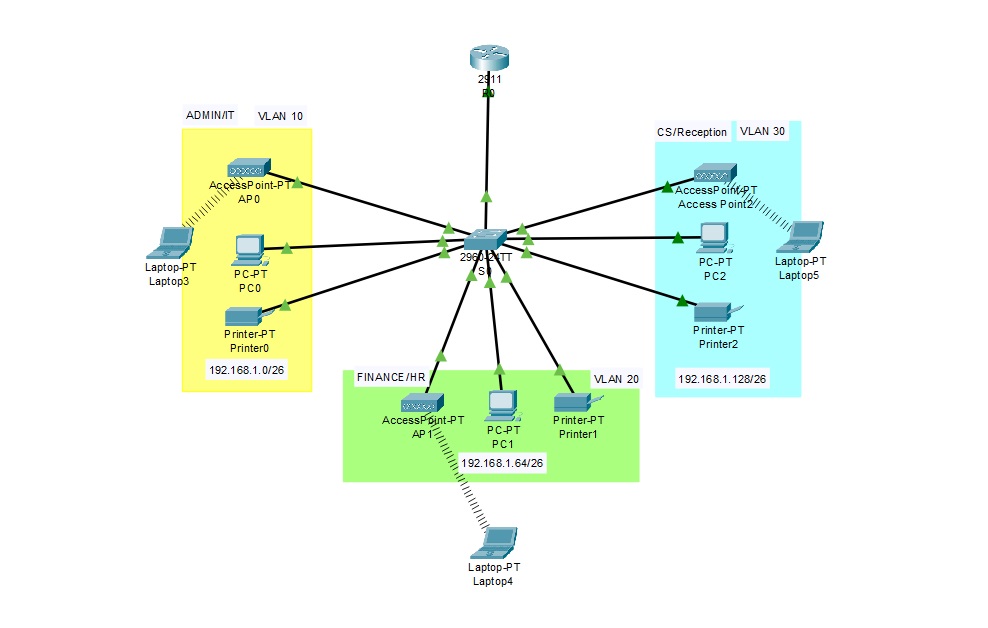 2911
R0
ADMIN/IT
VLAN 10
AccessPoint-PT
AP0
Laptop-PT
Laptop3
PC-PT
PC0
Printer-PT
Printer0
192.168.1.0/26
2960-24TT
S0
CS/Reception
VLAN 30
AccessPoint-PT
Access Point2
PC-PT
PC2
Laptop-PT
Laptop5
Printer-PT
Printer2
192.168.1.128/26
FINANCE/HR
VLAN 20
AccessPoint-PT
AP1
PC-PT
PC1
Printer-PT
Printer1
192.168.1.64/26
Laptop-PT
Laptop4